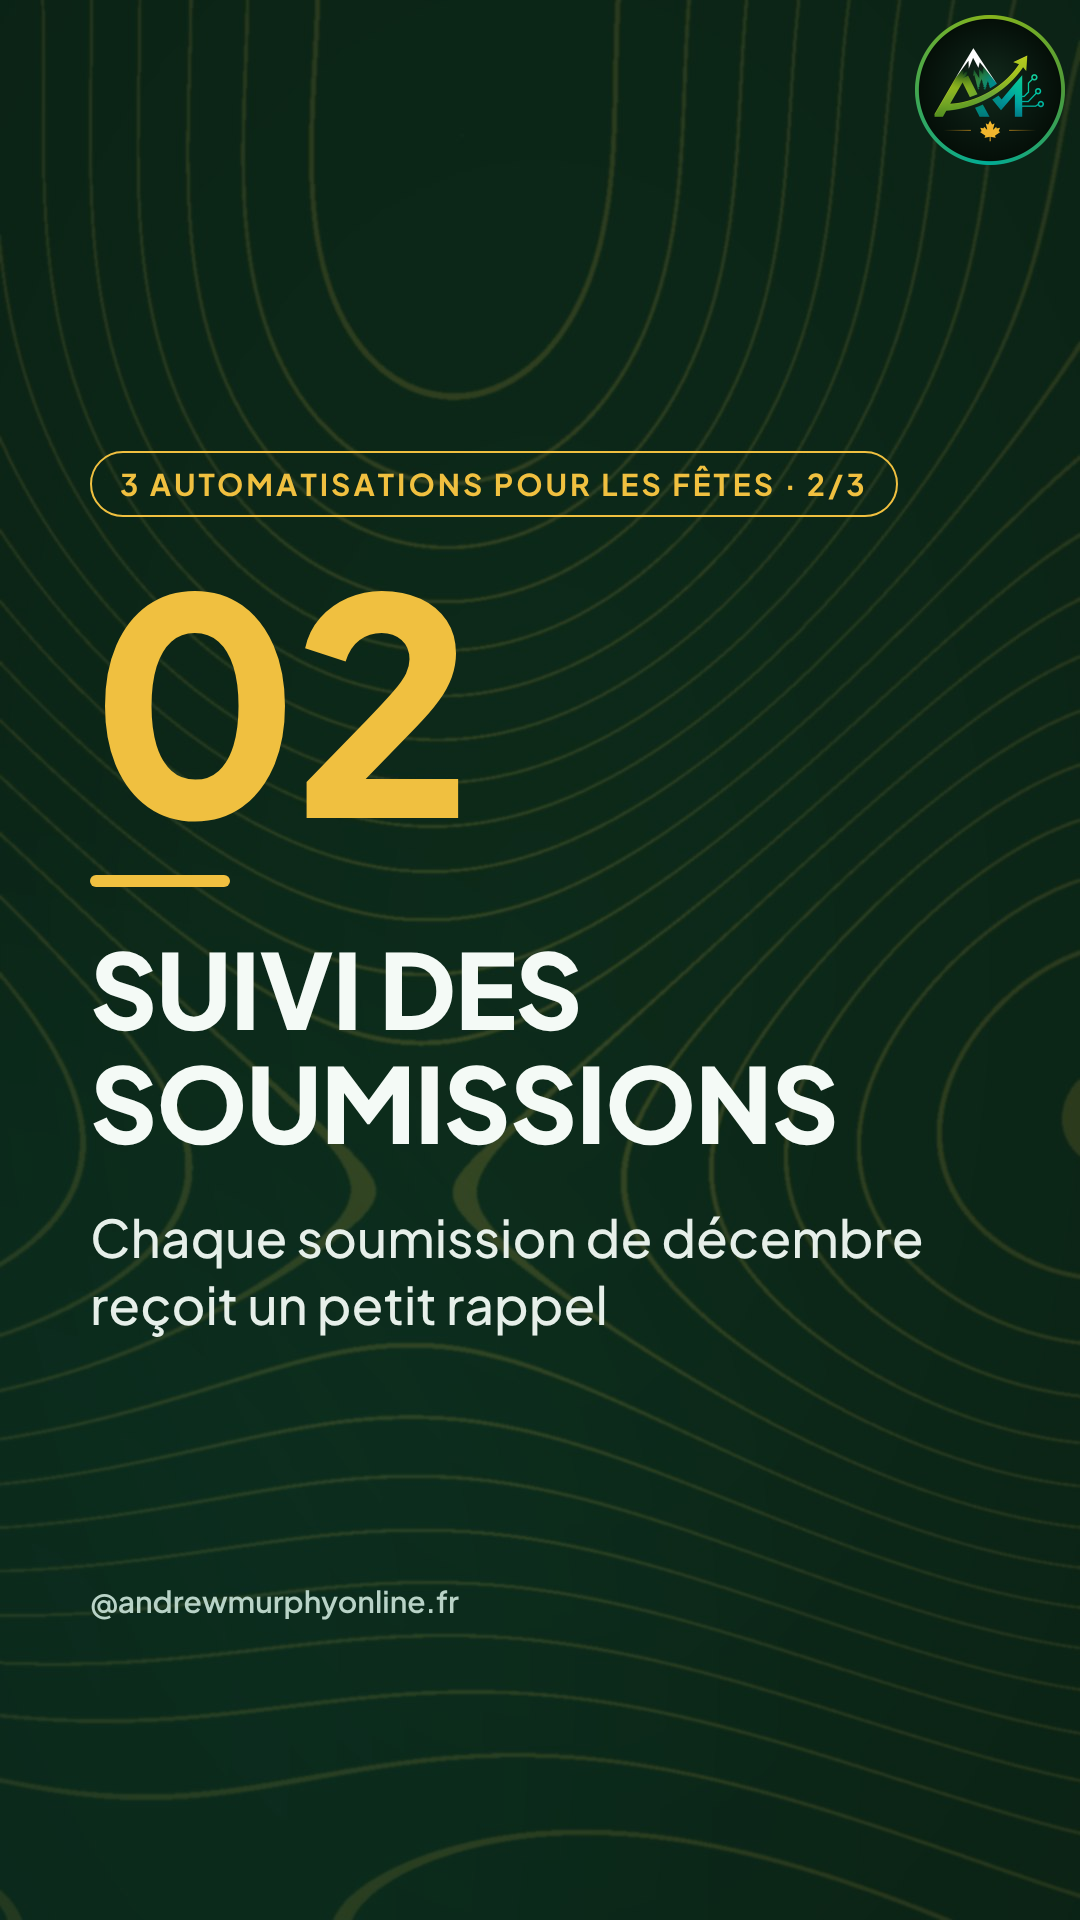 AM
3 AUTOMATISATIONS POUR LES FÊTES · 2/3
02
SUIVI DES
SOUMISSIONS
Chaque soumission de décembre
reçoit un petit rappel
@andrewmurphyonline.fr